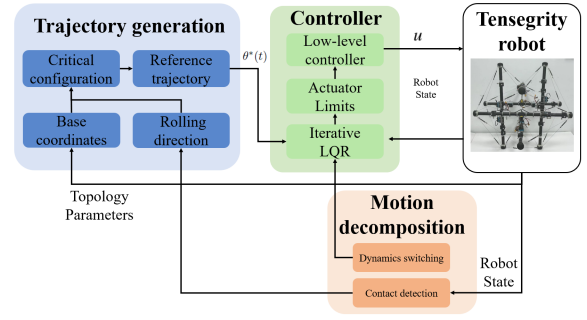 Trajectory generation
Critical
configuration
Reference
trajectory
Base
coordinates
Rolling
direction
θ*(t)
Controller
Low-level
controller
Actuator
Limits
Iterative
LQR
u
Robot
State
Tensegrity
robot
Topology
Parameters
Motion
decomposition
Dynamics switching
Contact detection
Robot
State